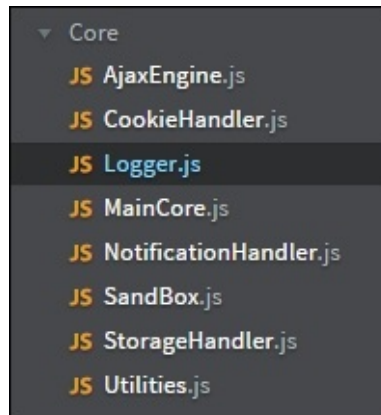 Core
JS AjaxEngine.js
JS CookieHandler.js
JS Logger.js
JS MainCore.js
JS NotificationHandler.js
JS SandBox.js
JS StorageHandler.js
JS Utilities.js